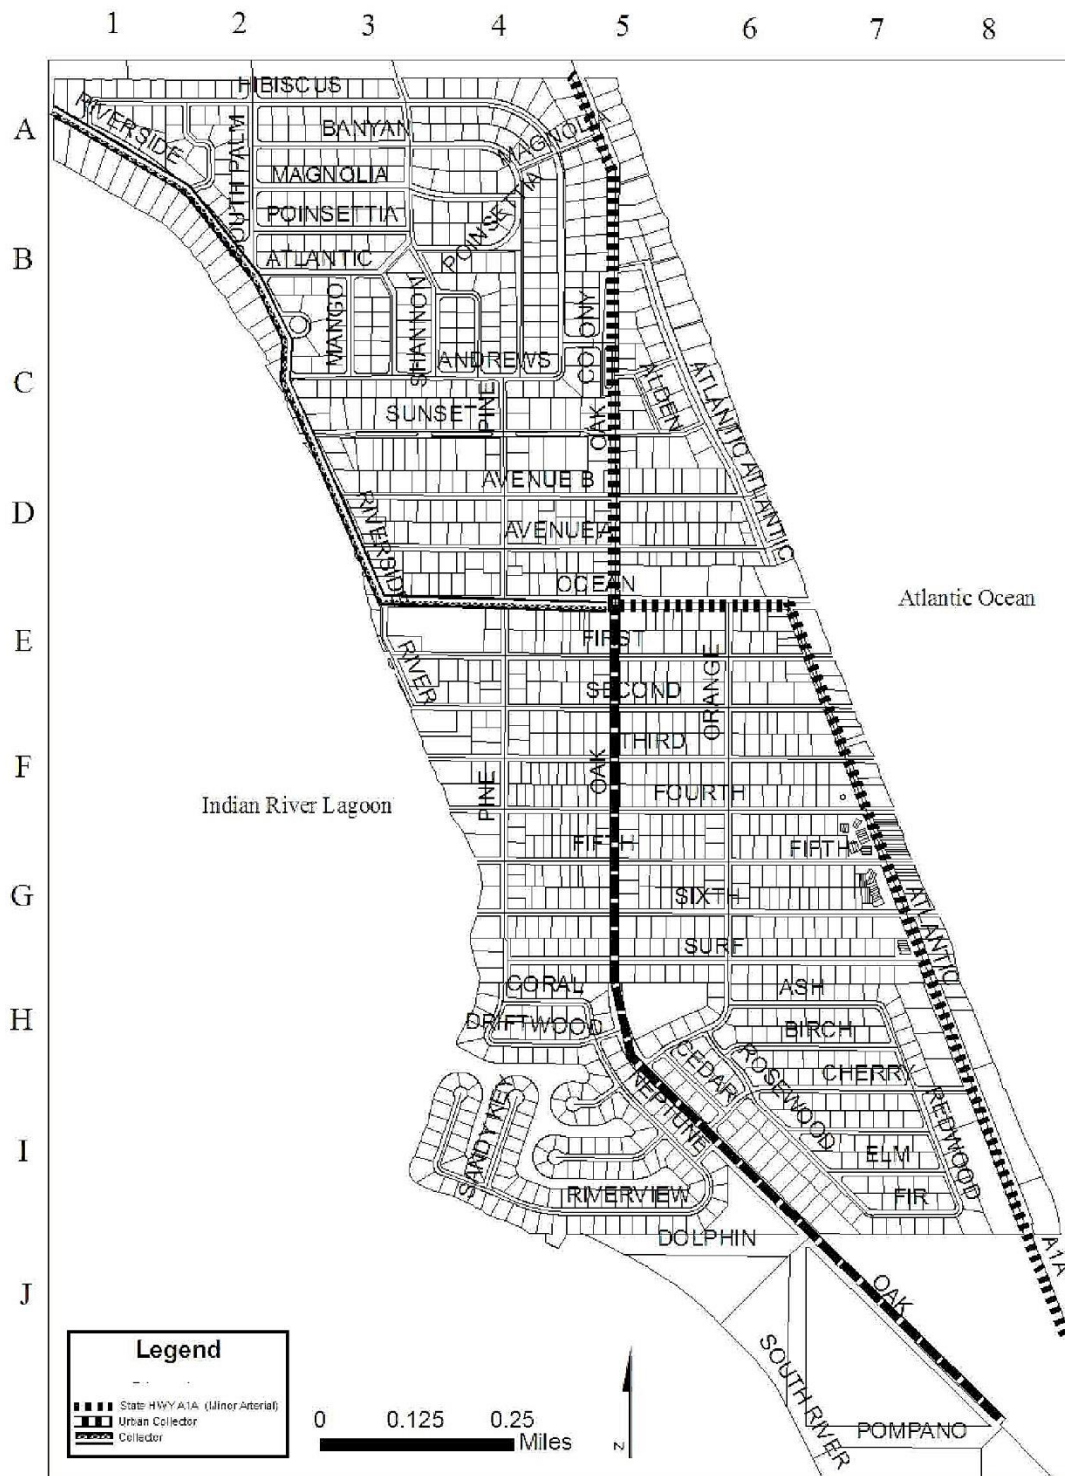 1 2 3 4 5 6 7 8
A
B
C
D
E
F
G
H
I
J
HIBISCUS
RIVERSIDE
SOUTH PALM
BANYAN
MAGNOLIA
MAGNOLIA
POINSETTIA
POINSETTIA
ATLANTIC
MANGO
SHANNON
COLONY
ANDREWS
ALDEN
ATLANTIC
PINE
SUNSET
OAK
AVENUE B
ATLANTIC
RIVERSIDE
AVENUE A
OCEAN
Atlantic Ocean
FIRST
RIVER
ORANGE
SECOND
THIRD
OAK
PINE
FOURTH
Indian River Lagoon
FIFTH
FIFTH
SIXTH
ATLANTIC
SURF
CORAL
ASH
DRIFTWOOD
BIRCH
CEDAR
ROSEWOOD
CHERRY
SANDY KEY
NEPTUNE
REDWOOD
ELM
RIVERVIEW
FIR
DOLPHIN
A1A
OAK
SOUTH RIVER
POMPANO
Legend
State HWY A1A (Minor Arterial)
Urban Collector
Collector
0 0.125 0.25
Miles
N